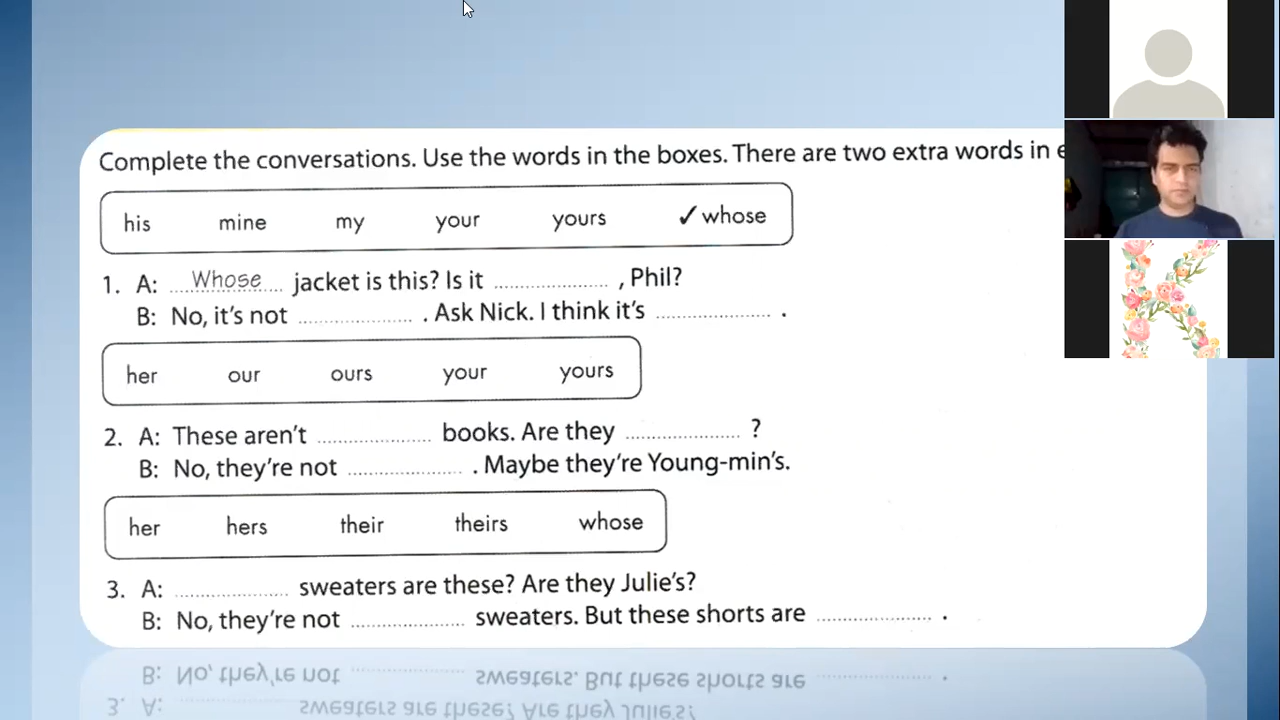 Complete the conversations. Use the words in the boxes. There are two extra words in
his mine my your yours ✓ whose
1. A: Whose jacket is this? Is it ................ , Phil?
B: No, it's not ................ . Ask Nick. I think it's ................ .
her our ours your yours
2. A: These aren't ................ books. Are they ................ ?
B: No, they're not ................ . Maybe they're Young-min's.
her hers their theirs whose
3. A: ................ sweaters are these? Are they Julie's?
B: No, they're not ................ sweaters. But these shorts are ................ .